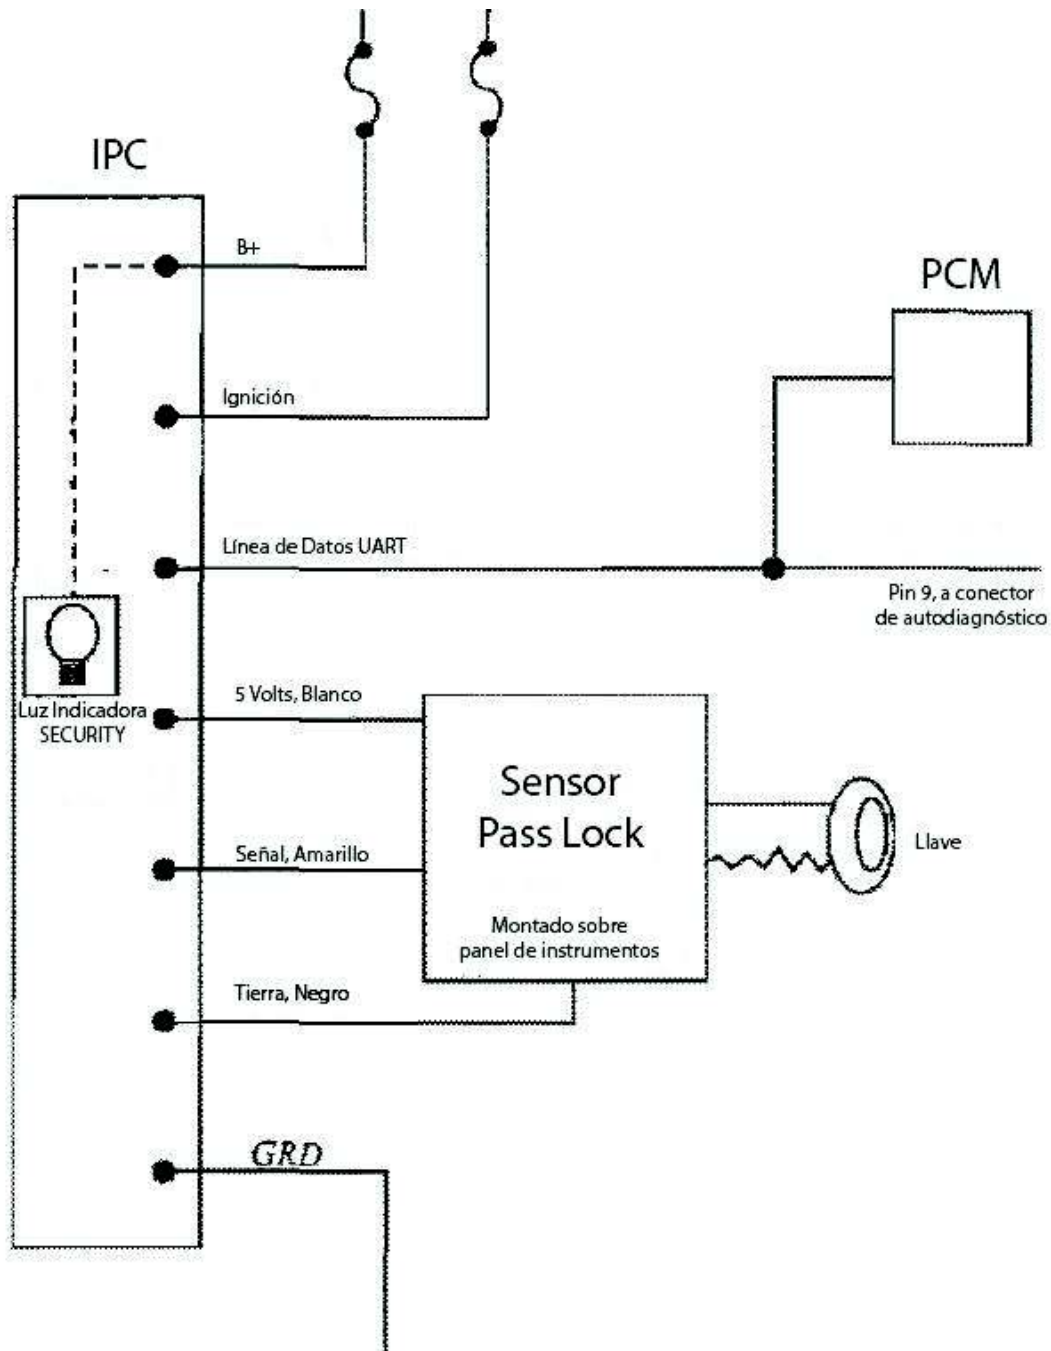 IPC
B+
PCM
Ignición
Línea de Datos UART
Pin 9, a conector
de autodiagnóstico
5 Volts, Blanco
Luz Indicadora
SECURITY
Sensor
Pass Lock
Señal, Amarillo
Llave
Montado sobre
panel de instrumentos
Tierra, Negro
GRD